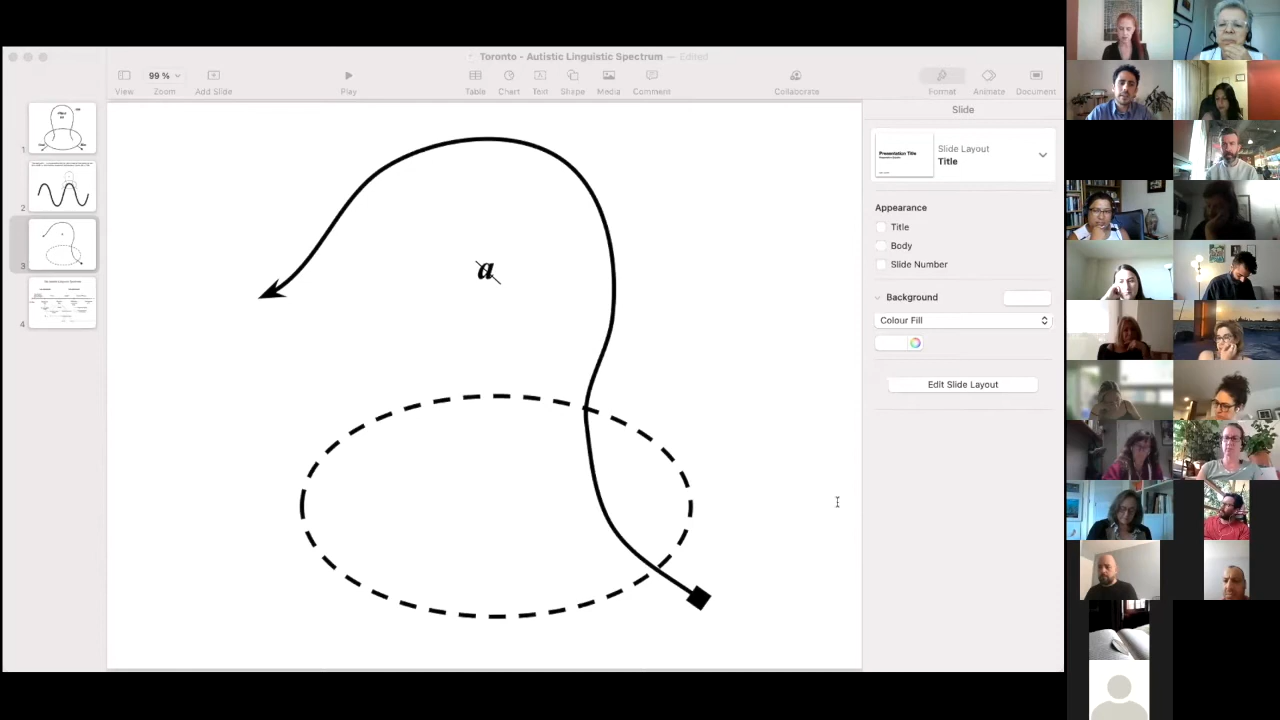 Toronto - Autistic Linguistic Spectrum — Edited
99 %
View
Zoom
Add Slide
Play
Table
Chart
Text
Shape
Media
Comment
Collaborate
Format
Animate
Document
1
2
3
4
a
Slide
Presentation Title
Slide Layout
Title
Appearance
Title
Body
Slide Number
Background
Colour Fill
Edit Slide Layout